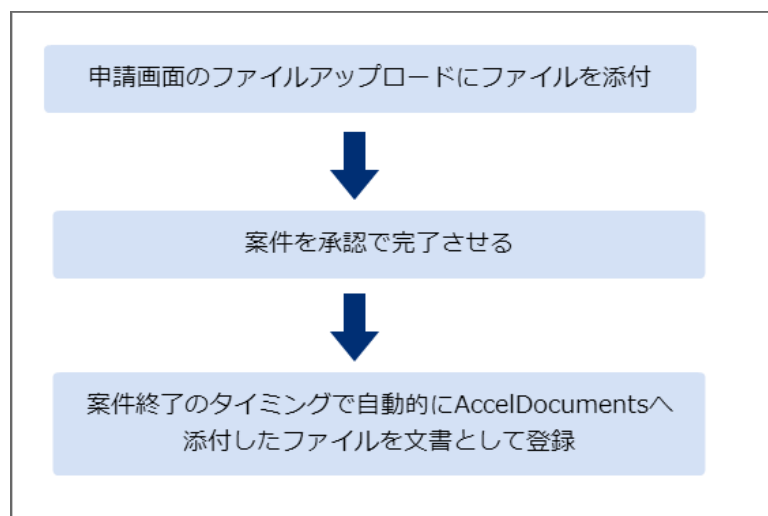 申請画面のファイルアップロードにファイルを添付
案件を承認で完了させる
案件終了のタイミングで自動的にAccelDocumentsへ
添付したファイルを文書として登録